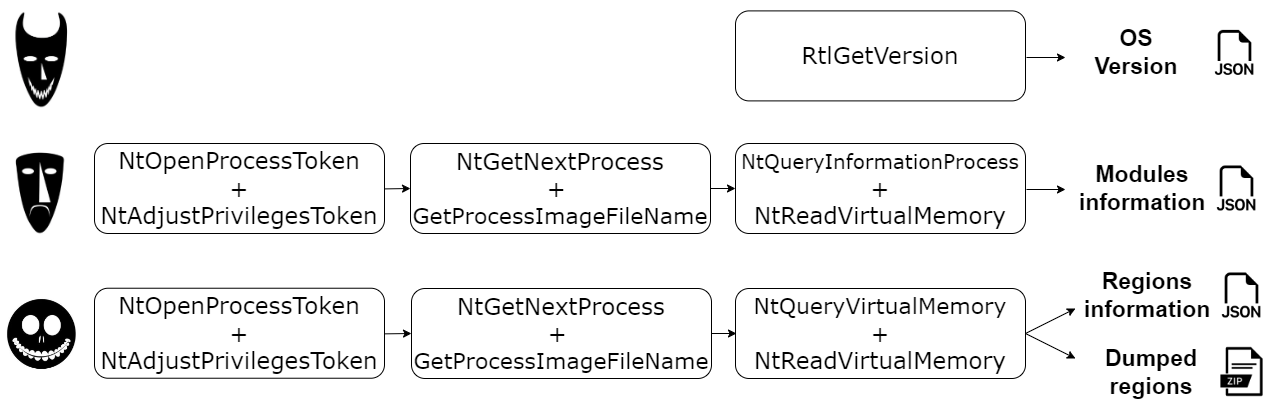 RtlGetVersion
OS
Version
JSON
NtOpenProcessToken
+
NtAdjustPrivilegesToken
NtGetNextProcess
+
GetProcessImageFileName
NtQueryInformationProcess
+
NtReadVirtualMemory
Modules
information
JSON
NtOpenProcessToken
+
NtAdjustPrivilegesToken
NtGetNextProcess
+
GetProcessImageFileName
NtQueryVirtualMemory
+
NtReadVirtualMemory
Regions
information
JSON
Dumped
regions
ZIP